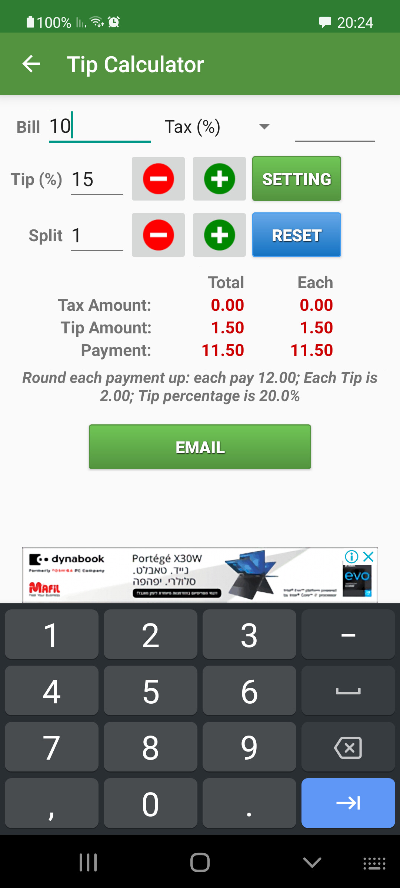 100% 20:24
Tip Calculator
Bill 10 Tax (%)
Tip (%) 15 SETTING
Split 1 RESET
Total Each
Tax Amount: 0.00 0.00
Tip Amount: 1.50 1.50
Payment: 11.50 11.50
Round each payment up: each pay 12.00; Each Tip is
2.00; Tip percentage is 20.0%
EMAIL
dynabook
Formerly TOSHIBA PC Company
Portégé X30W
נייד. טאבלט.
סלולרי. יפהפה
MAFIL
evo
1 2 3 -
4 5 6
7 8 9
, 0 .